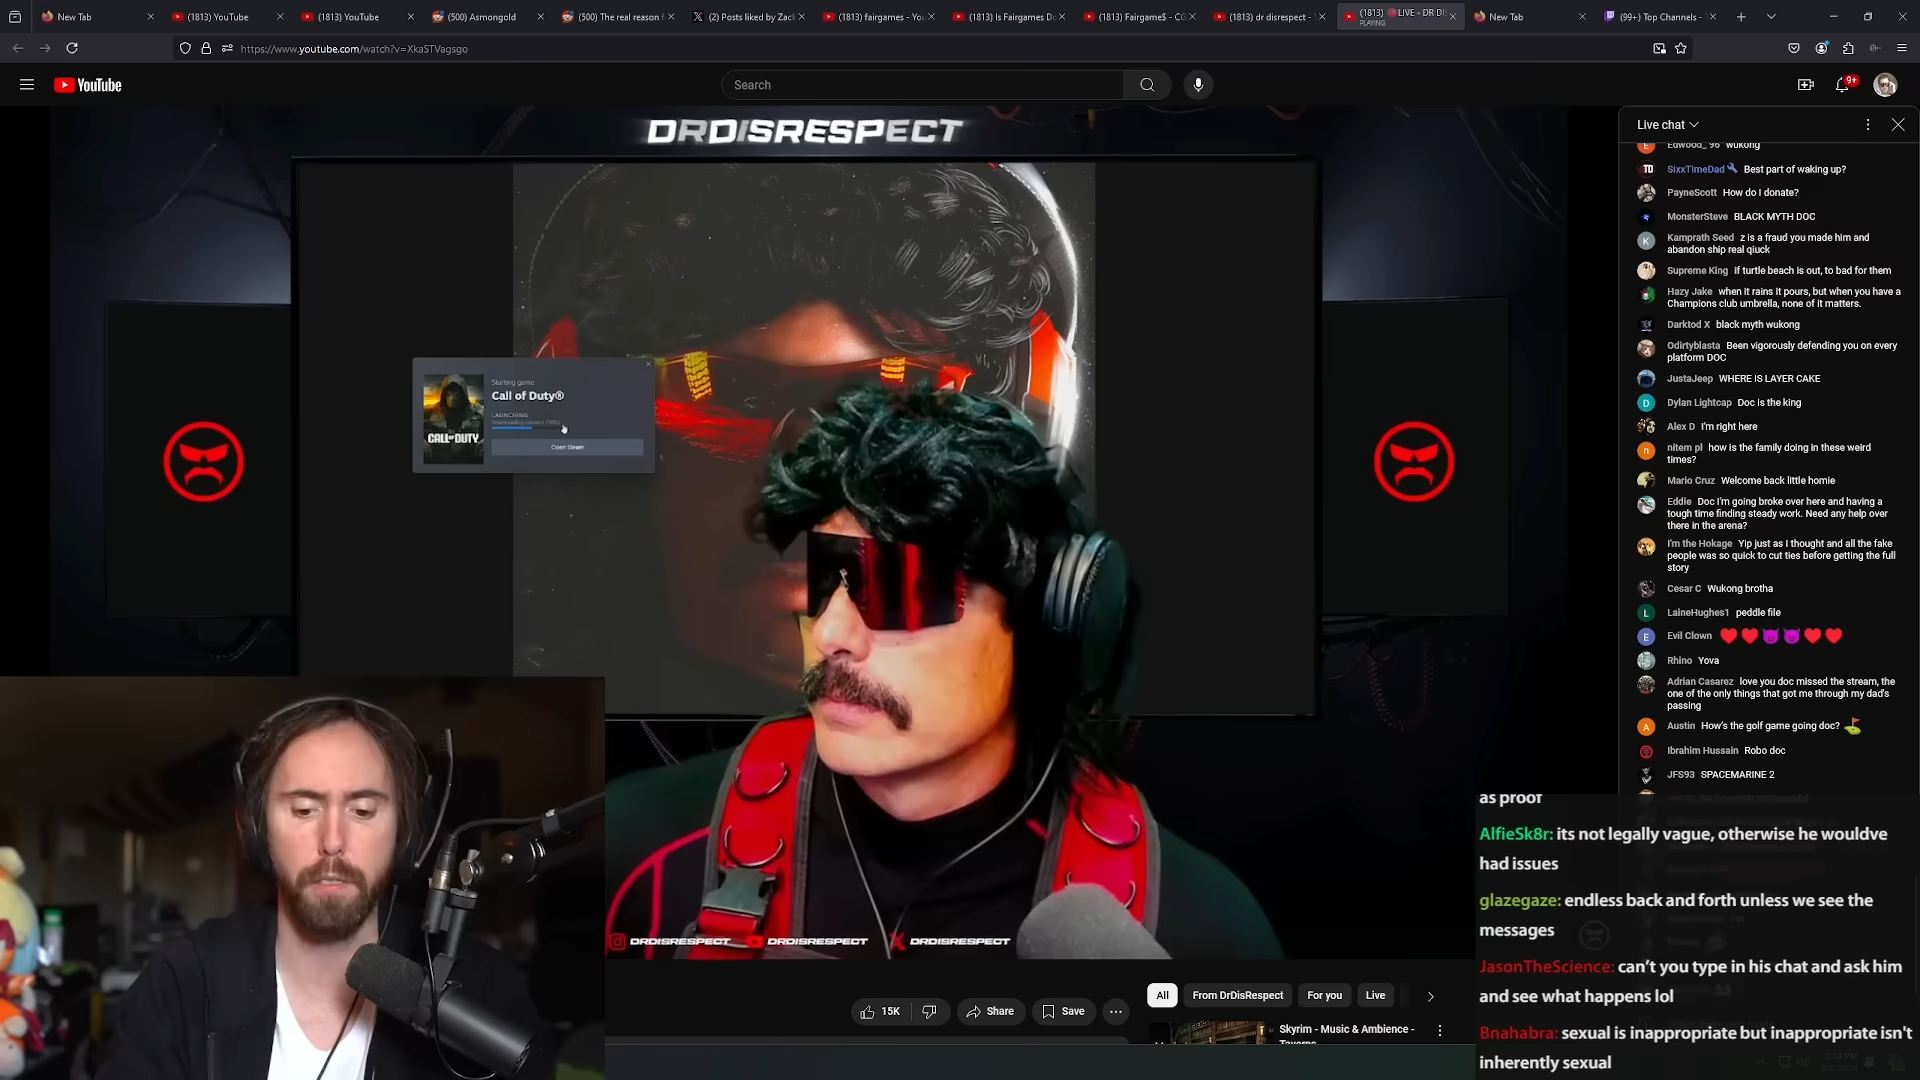 New Tab
(1813) YouTube
(1813) YouTube
(500) Asmongold
(500) The real reason f
(2) Posts liked by Zack
(1813) fairgames - You
(1813) Is Fairgames D
(1813) Fairgame$ - CG
(1813) dr disrespect -
(1813) LIVE - DR DI
PLAYING
New Tab
(99+) Top Channels -
https://www.youtube.com/watch?v=XkaSTVagsgo
YouTube
Search
9+
DRDISRESPECT
Starting game
Call of Duty®
LAUNCHING
Open Steam
CALL OF DUTY
DRDISRESPECT
DRDISRESPECT
DRDISRESPECT
15K
Share
Save
All
From DrDisRespect
For you
Live
Skyrim - Music & Ambience -
Live chat
Edwood_96 wukong
SixxTimeDad Best part of waking up?
PayneScott How do I donate?
MonsterSteve BLACK MYTH DOC
Kamprath Seed z is a fraud you made him and
abandon ship real qiuck
Supreme King if turtle beach is out, to bad for them
Hazy Jake when it rains it pours, but when you have a
Champions club umbrella, none of it matters.
Darktod X black myth wukong
Odirtyblasta Been vigorously defending you on every
platform DOC
JustaJeep WHERE IS LAYER CAKE
Dylan Lightcap Doc is the king
Alex D I'm right here
nitem pl how is the family doing in these weird
times?
Mario Cruz Welcome back little homie
Eddie Doc I'm going broke over here and having a
tough time finding steady work. Need any help over
there in the arena?
I'm the Hokage Yip just as I thought and all the fake
people was so quick to cut ties before getting the full
story
Cesar C Wukong brotha
LaineHughes1 peddle file
Evil Clown
Rhino Yova
Adrian Casarez love you doc missed the stream, the
one of the only things that got me through my dad's
passing
Austin How's the golf game going doc?
Ibrahim Hussain Robo doc
JFS93 SPACEMARINE 2
as proof
AlfieSk8r: its not legally vague, otherwise he wouldve
had issues
glazegaze: endless back and forth unless we see the
messages
JasonTheScience: can't you type in his chat and ask him
and see what happens lol
Bnahabra: sexual is inappropriate but inappropriate isn't
inherently sexual